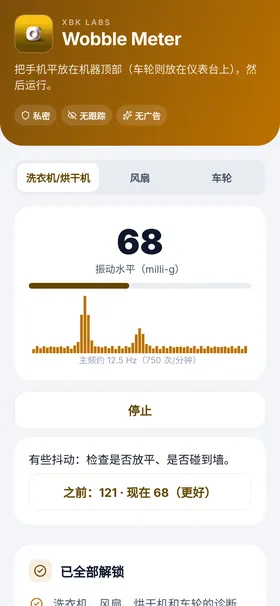 XBK LABS
Wobble Meter
把手机平放在机器顶部（车轮则放在仪表台上），然
后运行。
私密
无跟踪
无广告
洗衣机/烘干机
风扇
车轮
68
振动水平（milli-g）
主频约 12.5 Hz（750 次/分钟）
停止
有些抖动：检查是否放平、是否碰到墙。
之前：121 · 现在 68（更好）
已全部解锁
洗衣机、风扇、烘干机和车轮的诊断